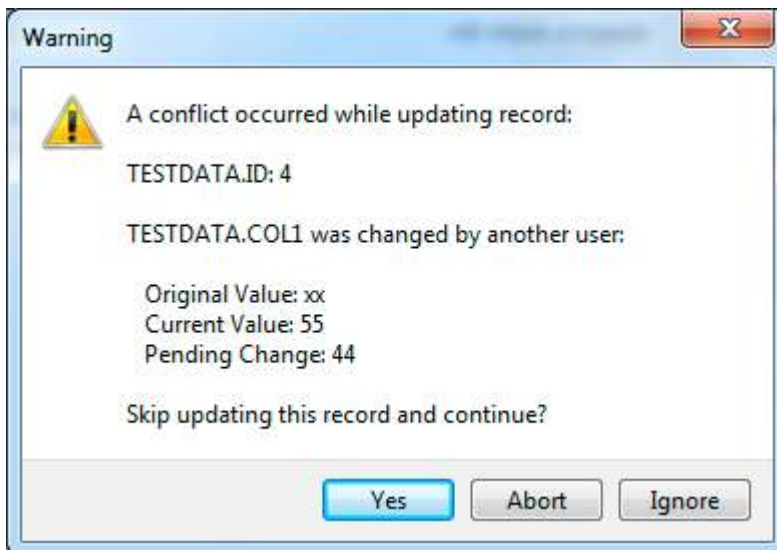 Warning
A conflict occurred while updating record:
TESTDATA.ID: 4
TESTDATA.COL1 was changed by another user:
Original Value: xx
Current Value: 55
Pending Change: 44
Skip updating this record and continue?
Yes Abort Ignore